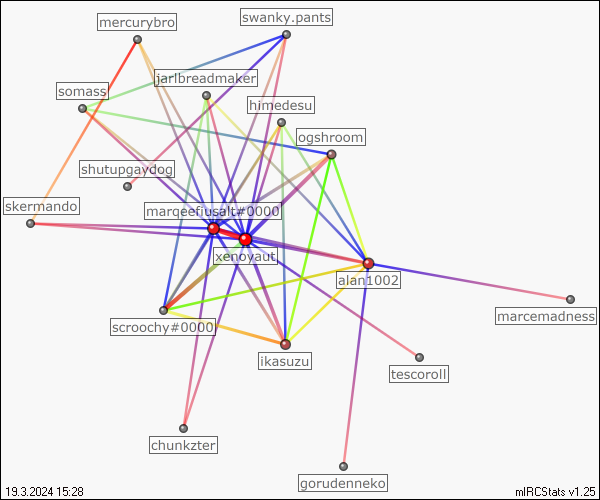 swanky.pants
mercurybro
jarlbreadmaker
somass
himedesu
ogshroom
shutupgaydog
skermando
marqeefiusalt#0000
xenovaut
alan1002
marcemadness
scroochy#0000
ikasuzu
tescoroll
chunkzter
gorudenneko
19.3.2024 15:28
mIRCStats v1.25